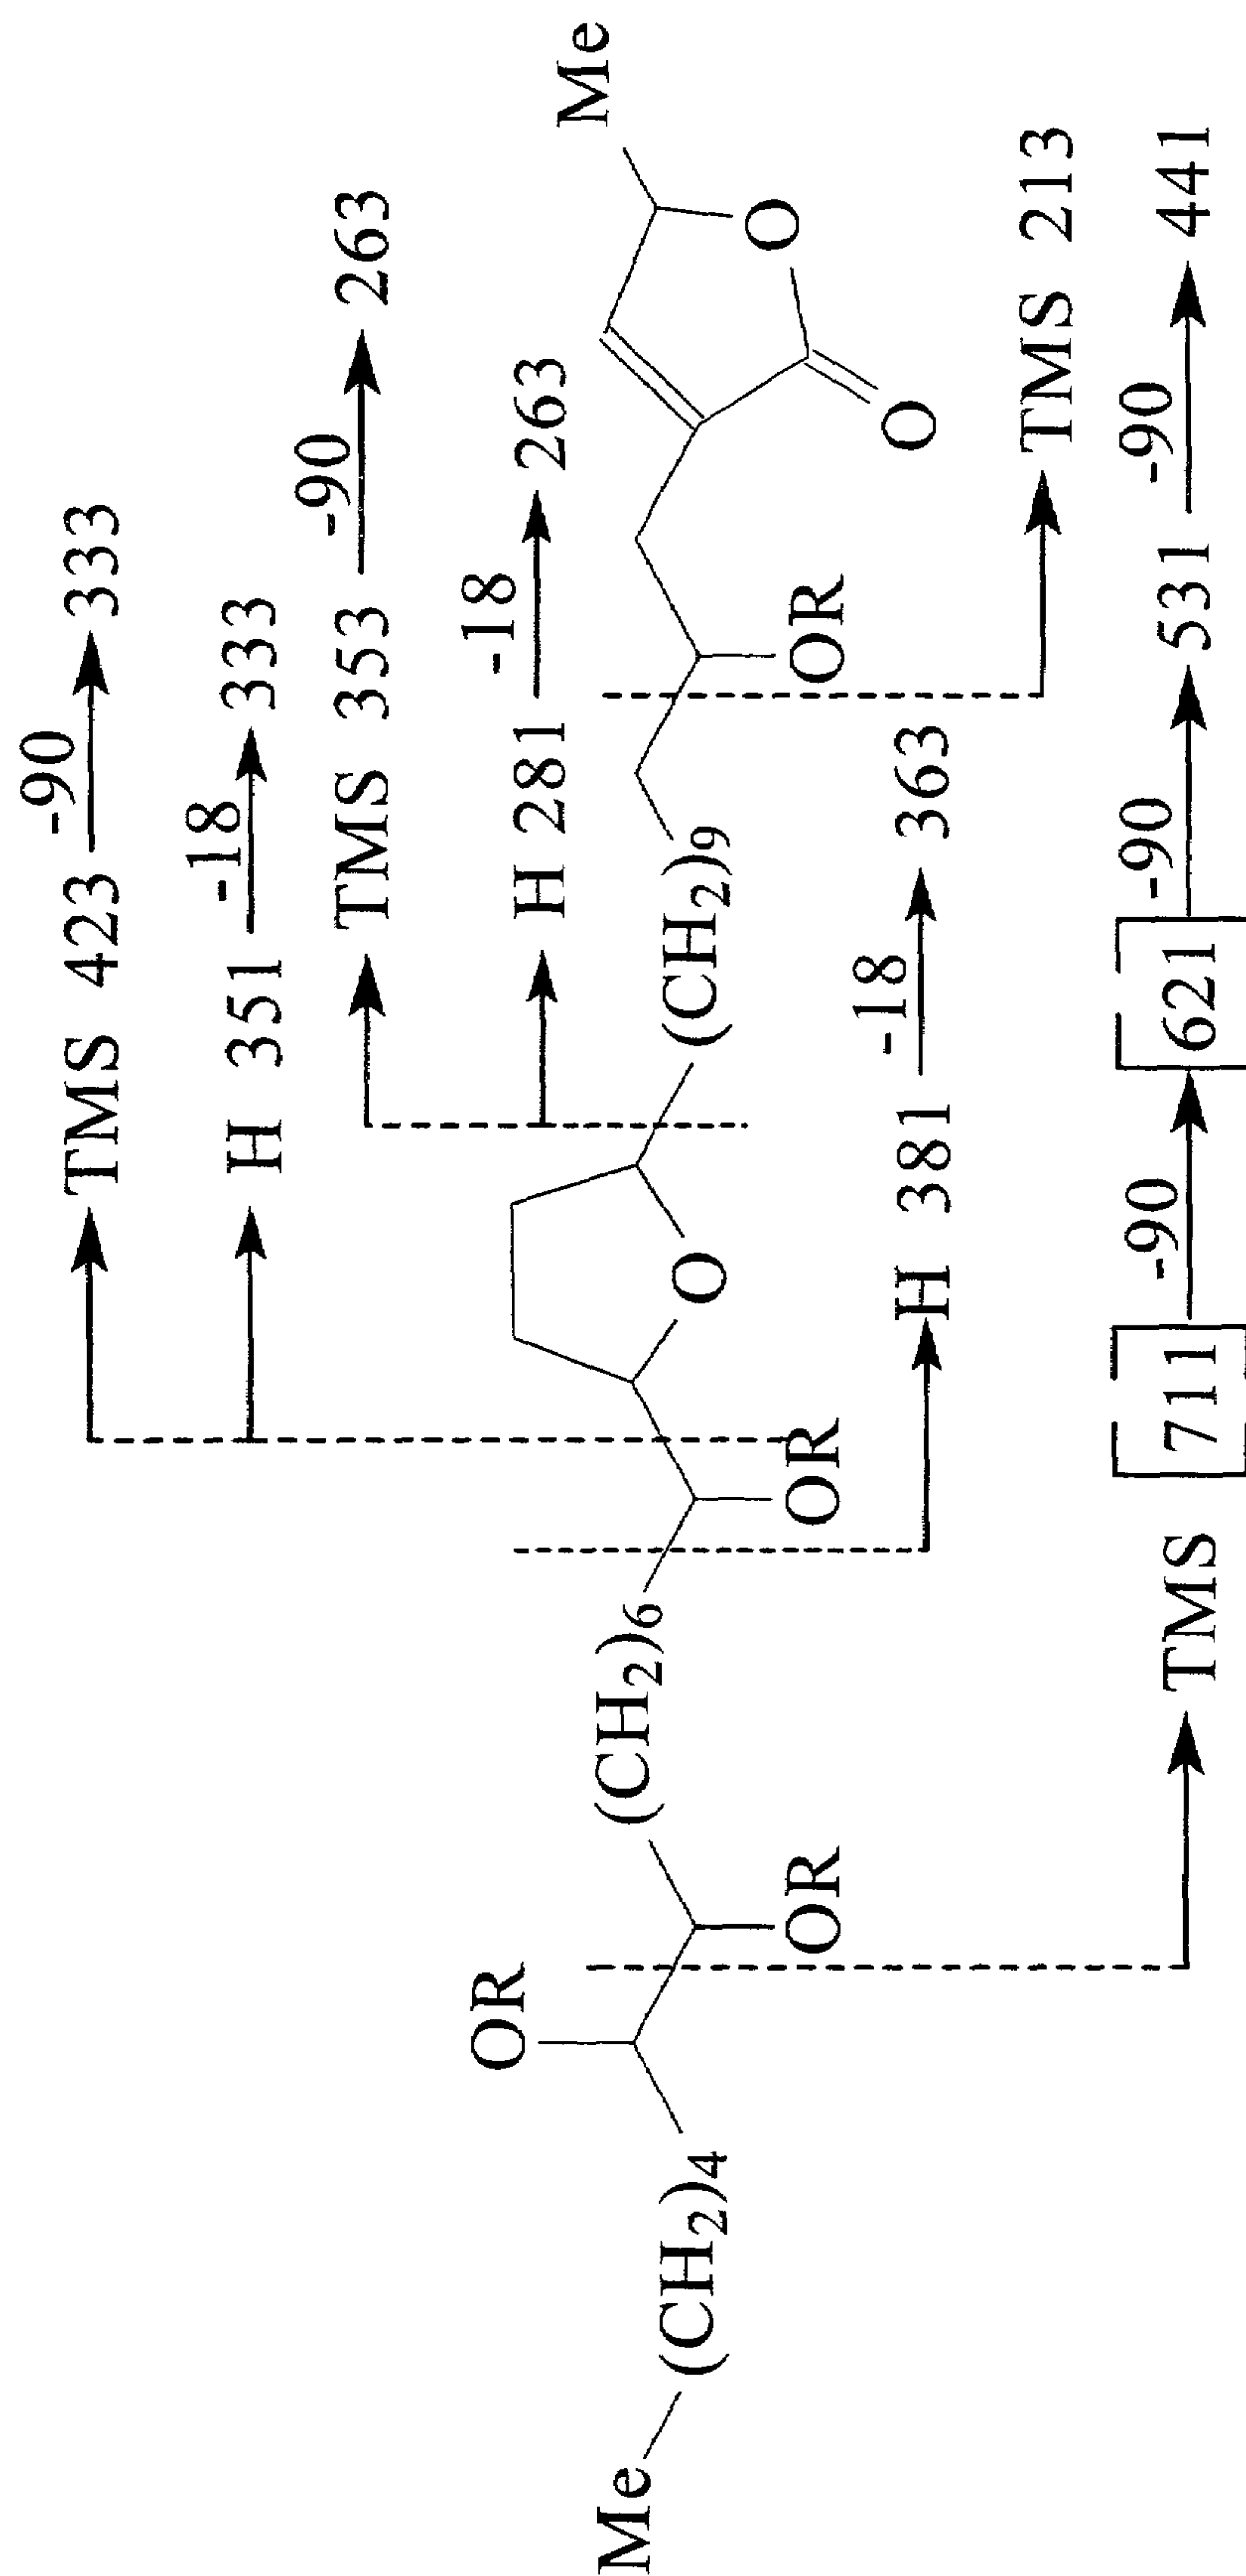 TMS 423 -90 333
H 351 -18 333
TMS 353 -90 263
H 281 -18 263
OR
Me (CH2)4 OR (CH2)6 OR O (CH2)9 OR O O Me
H 381 -18 363
TMS 213
TMS 711 -90 621 -90 531 -90 441